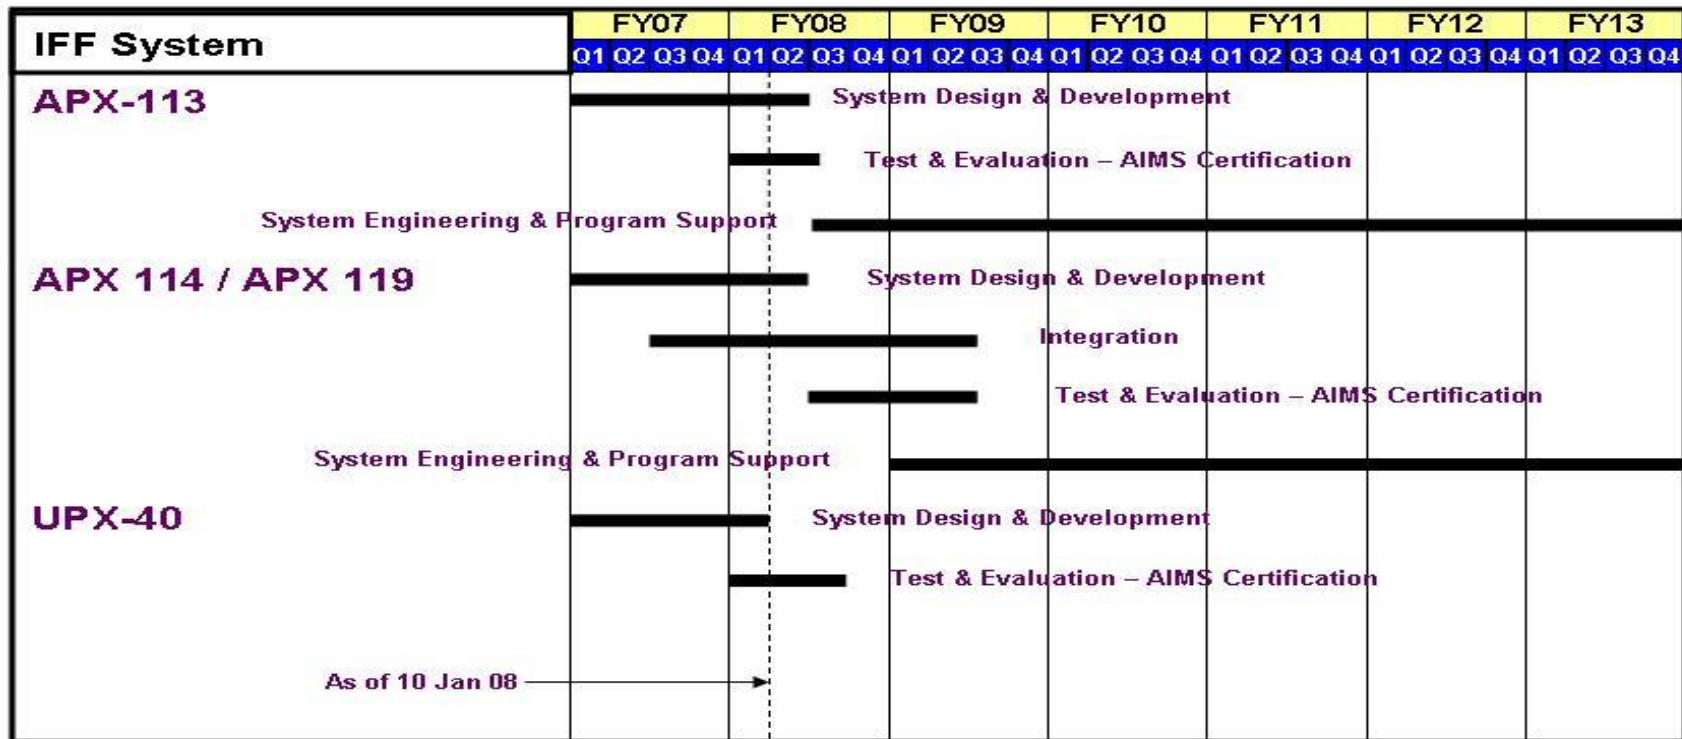 IFF System
FY07 FY08 FY09 FY10 FY11 FY12 FY13
Q1 Q2 Q3 Q4 Q1 Q2 Q3 Q4 Q1 Q2 Q3 Q4 Q1 Q2 Q3 Q4 Q1 Q2 Q3 Q4 Q1 Q2 Q3 Q4 Q1 Q2 Q3 Q4
APX-113
System Design & Development
Test & Evaluation – AIMS Certification
System Engineering & Program Support
APX 114 / APX 119
System Design & Development
Integration
Test & Evaluation – AIMS Certification
System Engineering & Program Support
UPX-40
System Design & Development
Test & Evaluation – AIMS Certification
As of 10 Jan 08